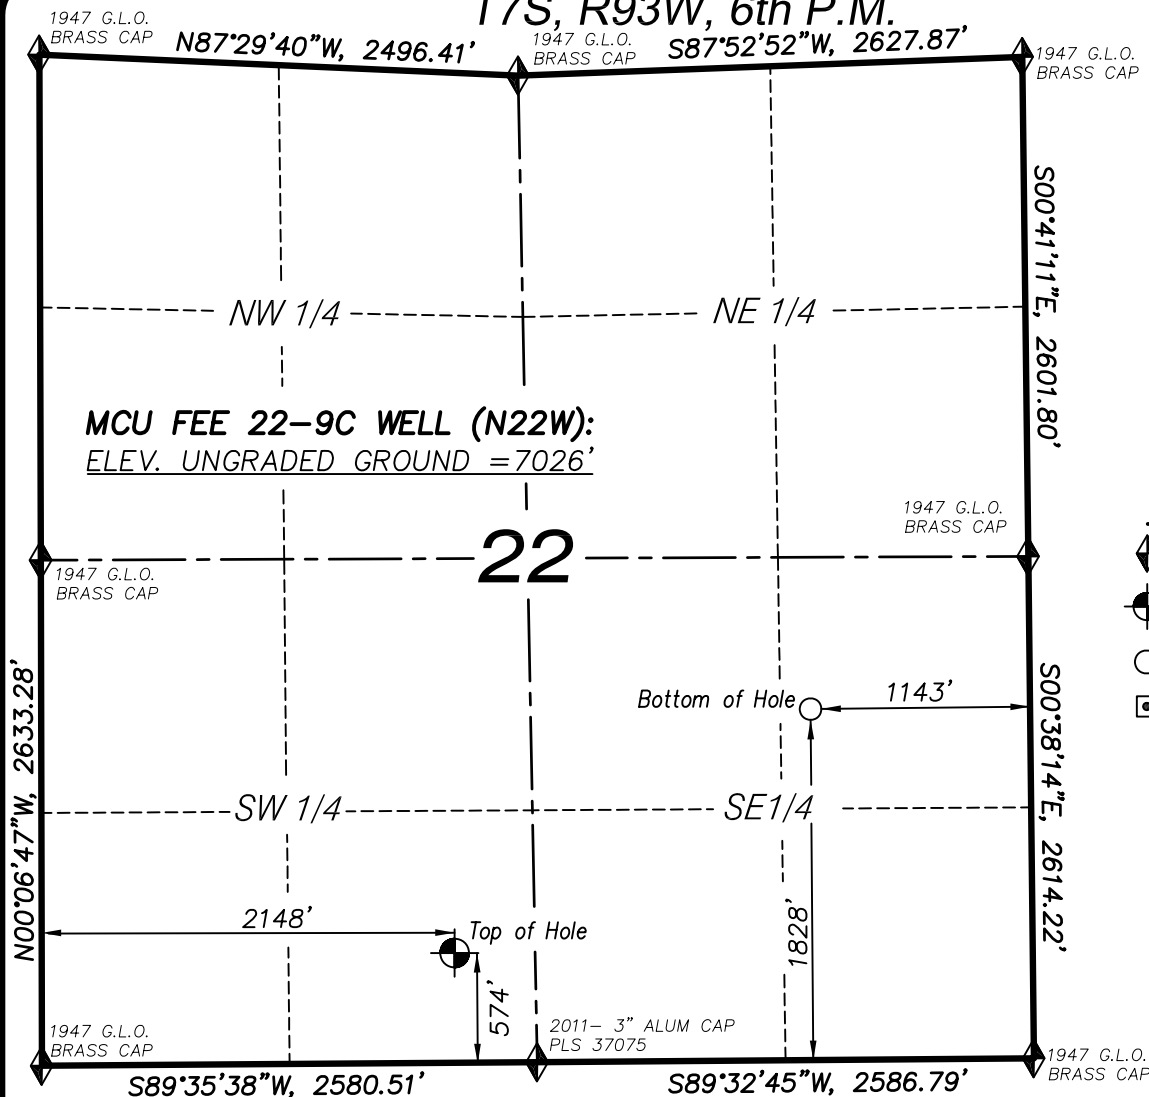 T7S, R93W, 6th P.M.
1947 G.L.O.
BRASS CAP
N87°29'40"W, 2496.41'
1947 G.L.O.
BRASS CAP
S87°52'52"W, 2627.87'
1947 G.L.O.
BRASS CAP
S00°41'11"E, 2601.80'
NW 1/4
NE 1/4
MCU FEE 22-9C WELL (N22W):
ELEV. UNGRADED GROUND =7026'
1947 G.L.O.
BRASS CAP
22
1947 G.L.O.
BRASS CAP
N00°06'47"W, 2633.28'
Bottom of Hole
1143'
S00°38'14"E, 2614.22'
SW 1/4
SE1/4
2148'
Top of Hole
1828'
574'
1947 G.L.O.
BRASS CAP
2011- 3" ALUM CAP
PLS 37075
1947 G.L.O.
BRASS CAP
S89°35'38"W, 2580.51'
S89°32'45"W, 2586.79'